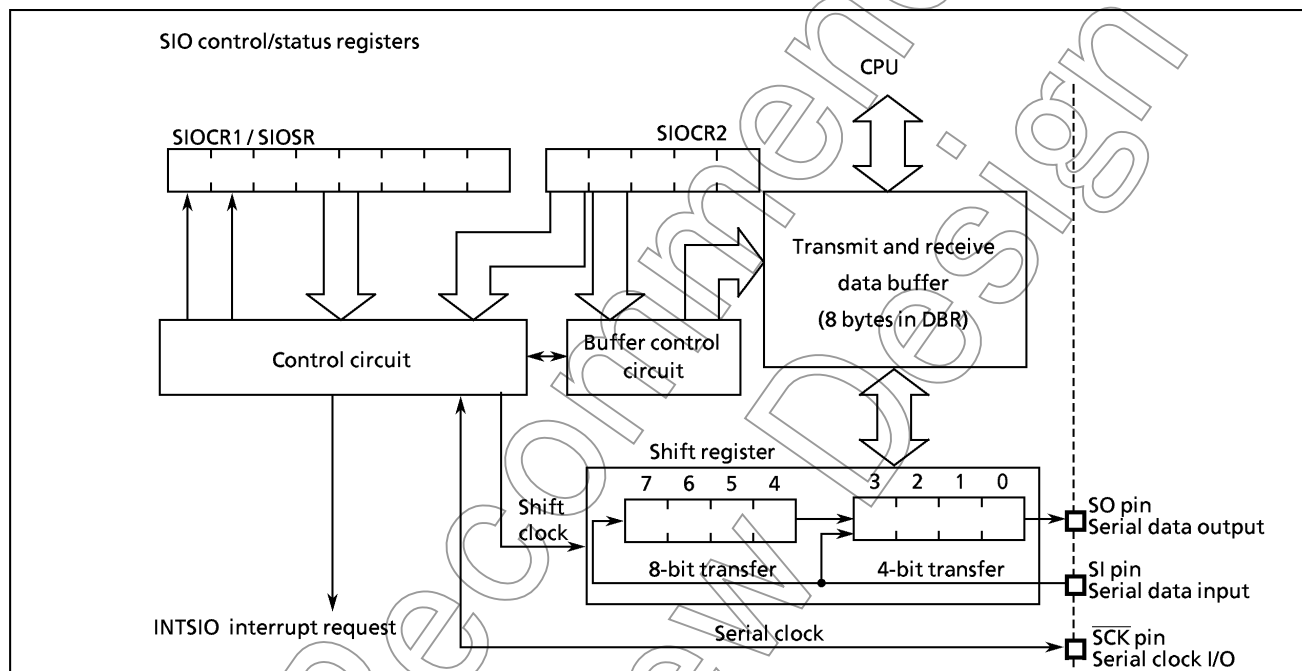 SIO control/status registers
CPU
SIOCR1 / SIOSR
SIOCR2
Transmit and receive
data buffer
(8 bytes in DBR)
Control circuit
Buffer control
circuit
Shift register
7 6 5 4
3 2 1 0
Shift
clock
8-bit transfer
4-bit transfer
SO pin
Serial data output
SI pin
Serial data input
INTSIO interrupt request
Serial clock
SCK pin
Serial clock I/O
Recommen
ew Design